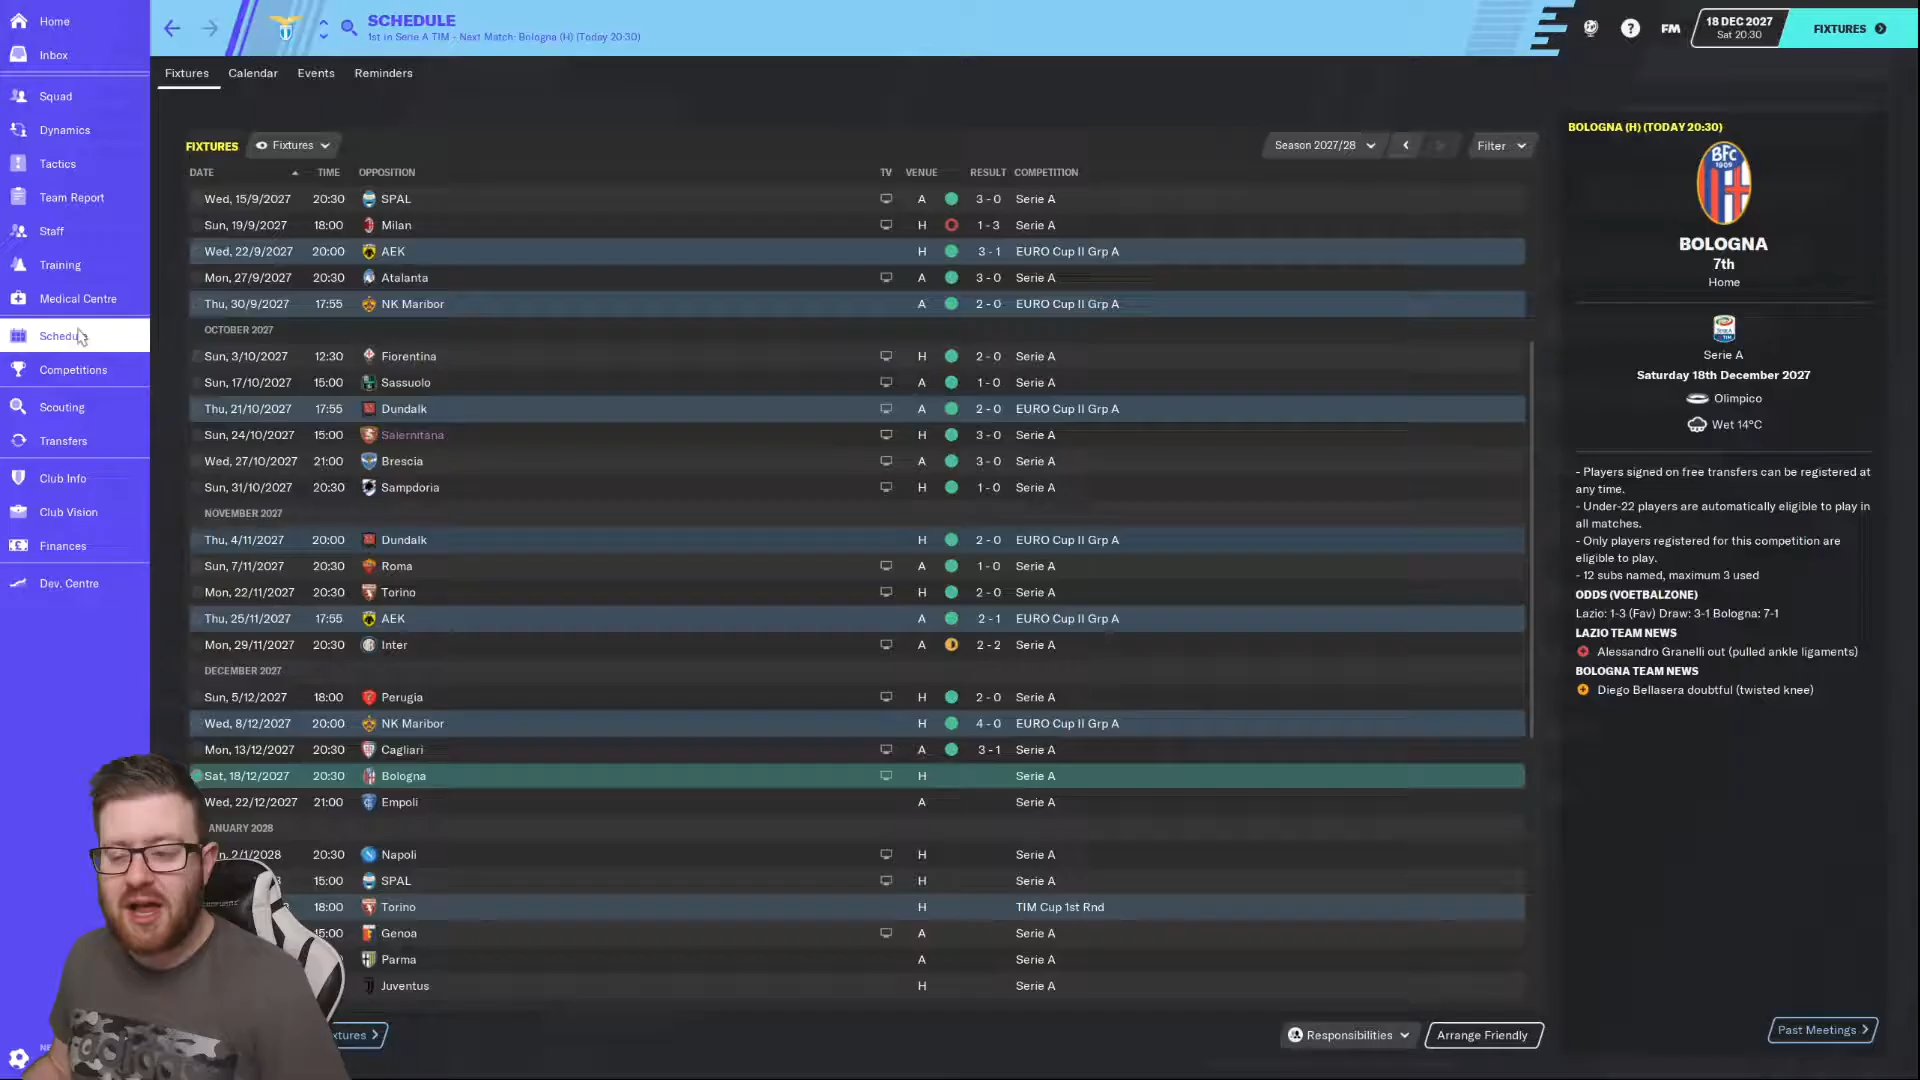 Home
Inbox
Squad
Dynamics
Tactics
Team Report
Staff
Training
Medical Centre
Competitions
Scouting
Transfers
Club Info
Club Vision
Finances
Dev. Centre
SCHEDULE
1st in Serie A TIM - Next Match: Bologna (H) (Today 20:30)
FM
18 DEC 2027
Sat 20:30
FIXTURES
Fixtures Calendar Events Reminders
FIXTURES Fixtures Season 2027/28 Filter
DATE TIME OPPOSITION TV VENUE RESULT COMPETITION
Wed, 15/9/2027 20:30 SPAL A 3 - 0 Serie A
Sun, 19/9/2027 18:00 Milan H 1 - 3 Serie A
Wed, 22/9/2027 20:00 AEK H 3 - 1 EURO Cup II Grp A
Mon, 27/9/2027 20:30 Atalanta A 3 - 0 Serie A
Thu, 30/9/2027 17:55 NK Maribor A 2 - 0 EURO Cup II Grp A
OCTOBER 2027
Sun, 3/10/2027 12:30 Fiorentina H 2 - 0 Serie A
Sun, 17/10/2027 15:00 Sassuolo A 1 - 0 Serie A
Thu, 21/10/2027 17:55 Dundalk A 2 - 0 EURO Cup II Grp A
Sun, 24/10/2027 15:00 Salernitana H 3 - 0 Serie A
Wed, 27/10/2027 21:00 Brescia A 3 - 0 Serie A
Sun, 31/10/2027 20:30 Sampdoria H 1 - 0 Serie A
NOVEMBER 2027
Thu, 4/11/2027 20:00 Dundalk H 2 - 0 EURO Cup II Grp A
Sun, 7/11/2027 20:30 Roma A 1 - 0 Serie A
Mon, 22/11/2027 20:30 Torino H 2 - 0 Serie A
Thu, 25/11/2027 17:55 AEK A 2 - 1 EURO Cup II Grp A
Mon, 29/11/2027 20:30 Inter A 2 - 2 Serie A
DECEMBER 2027
Sun, 5/12/2027 18:00 Perugia H 2 - 0 Serie A
Wed, 8/12/2027 20:00 NK Maribor H 4 - 0 EURO Cup II Grp A
Mon, 13/12/2027 20:30 Cagliari A 3 - 1 Serie A
Sat, 18/12/2027 20:30 Bologna H Serie A
Wed, 22/12/2027 21:00 Empoli A Serie A
ANUARY 2028
2/1/2028 20:30 Napoli H Serie A
15:00 SPAL H Serie A
18:00 Torino H TIM Cup 1st Rnd
15:00 Genoa A Serie A
Parma A Serie A
Juventus H Serie A
Responsibilities Arrange Friendly
BOLOGNA (H) (TODAY 20:30)
BFC
1909
BOLOGNA
7th
Home
Serie A
Saturday 18th December 2027
Olimpico
Wet 14°C
- Players signed on free transfers can be registered at
any time.
- Under-22 players are automatically eligible to play in
all matches.
- Only players registered for this competition are
eligible to play.
- 12 subs named, maximum 3 used
ODDS (VOETBALZONE)
Lazio: 1-3 (Fav) Draw: 3-1 Bologna: 7-1
LAZIO TEAM NEWS
Alessandro Granelli out (pulled ankle ligaments)
BOLOGNA TEAM NEWS
Diego Bellasera doubtful (twisted knee)
Past Meetings